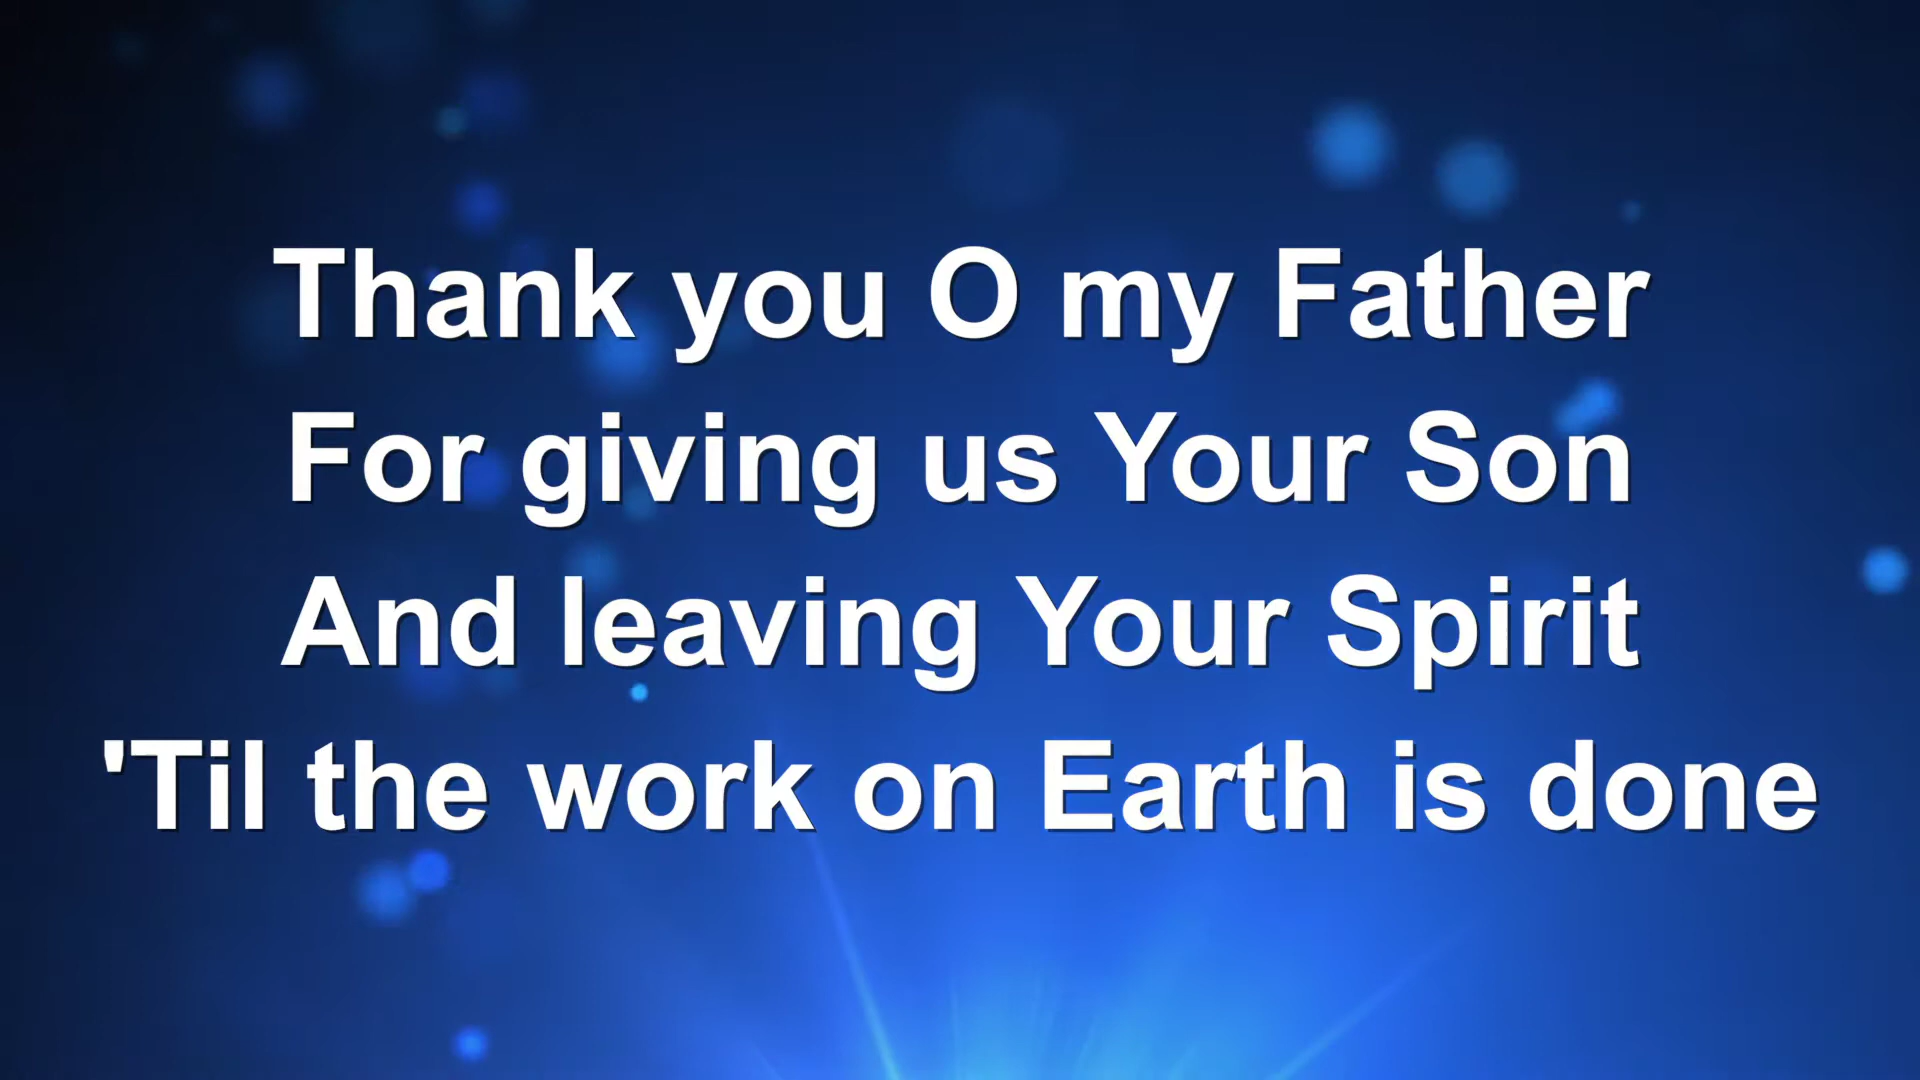 Thank you O my Father
For giving us Your Son
And leaving Your Spirit
'Til the work on Earth is done